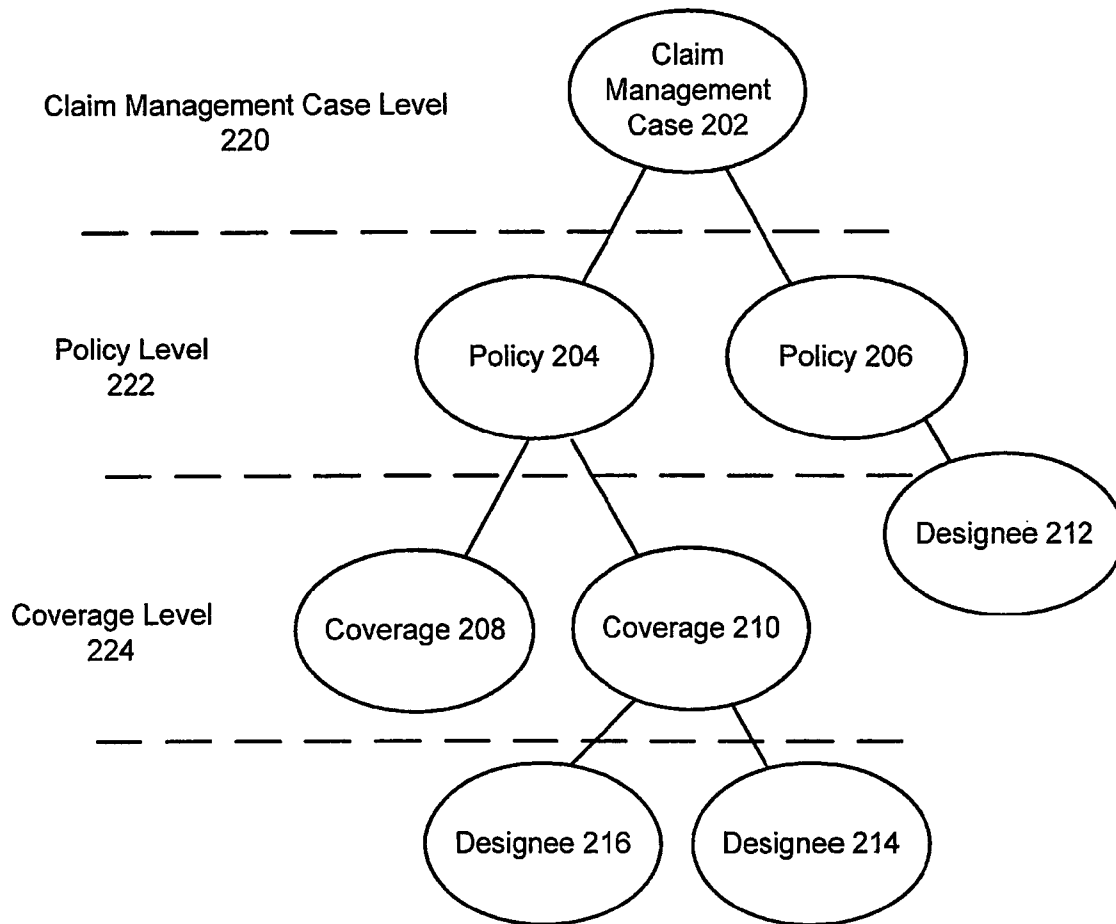 Claim
Management
Case 202
Claim Management Case Level
220
Policy Level
222
Policy 204
Policy 206
Designee 212
Coverage Level
224
Coverage 208
Coverage 210
Designee 216
Designee 214